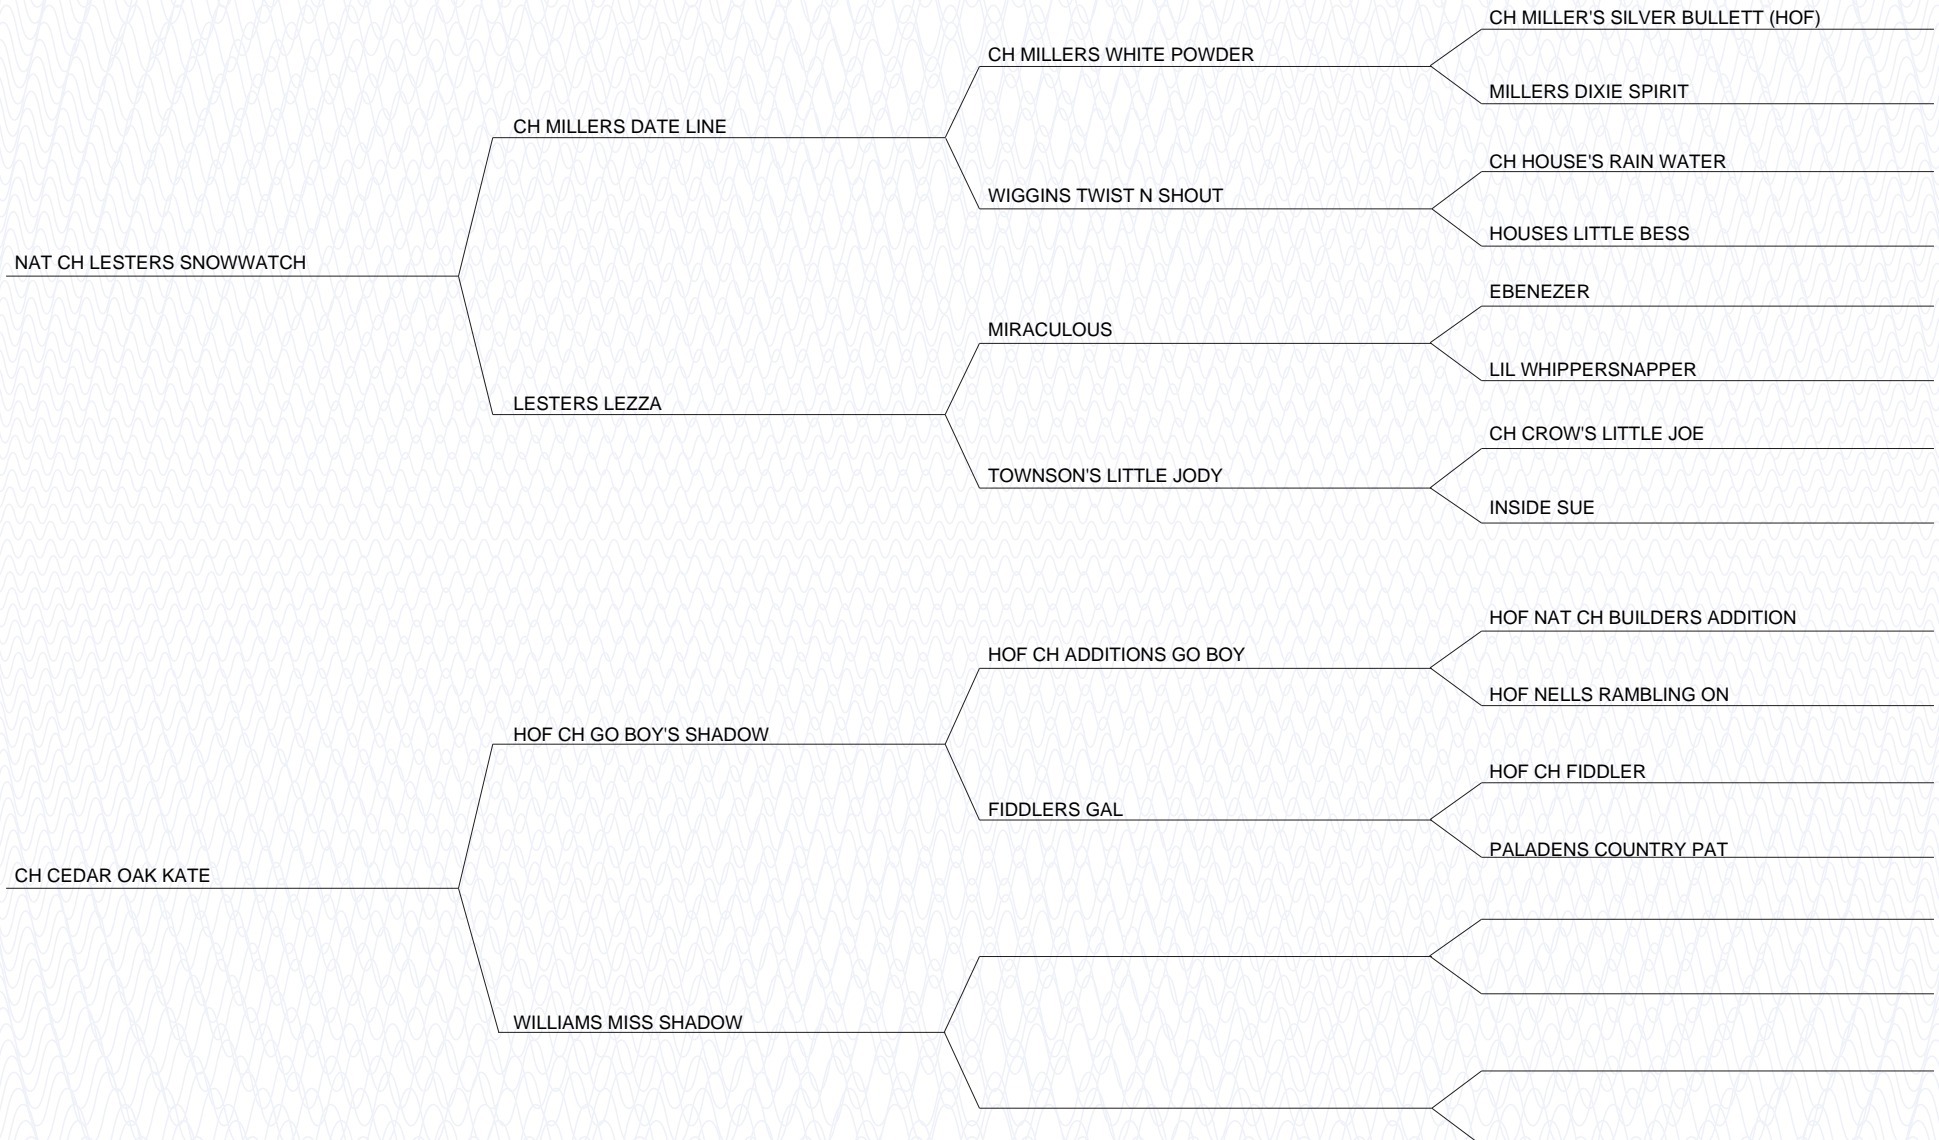 CH MILLER'S SILVER BULLETT (HOF)
CH MILLERS WHITE POWDER
MILLERS DIXIE SPIRIT
CH MILLERS DATE LINE
CH HOUSE'S RAIN WATER
WIGGINS TWIST N SHOUT
HOUSES LITTLE BESS
NAT CH LESTERS SNOWWATCH
EBENEZER
MIRACULOUS
LIL WHIPPERSNAPPER
LESTERS LEZZA
CH CROW'S LITTLE JOE
TOWNSON'S LITTLE JODY
INSIDE SUE
HOF NAT CH BUILDERS ADDITION
HOF CH ADDITIONS GO BOY
HOF NELLS RAMBLING ON
HOF CH GO BOY'S SHADOW
HOF CH FIDDLER
FIDDLERS GAL
PALADENS COUNTRY PAT
CH CEDAR OAK KATE
WILLIAMS MISS SHADOW